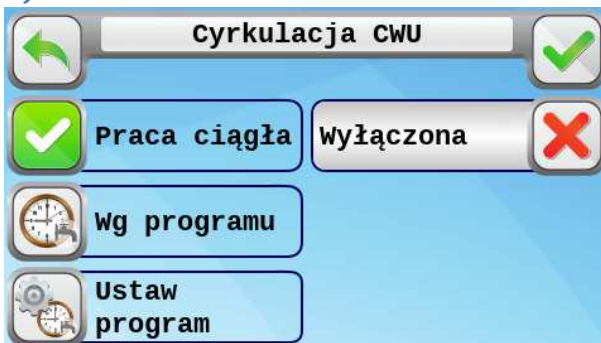 Cyrkulacja CWU
Praca ciągła
Wyłączona
Wg programu
Ustaw
program